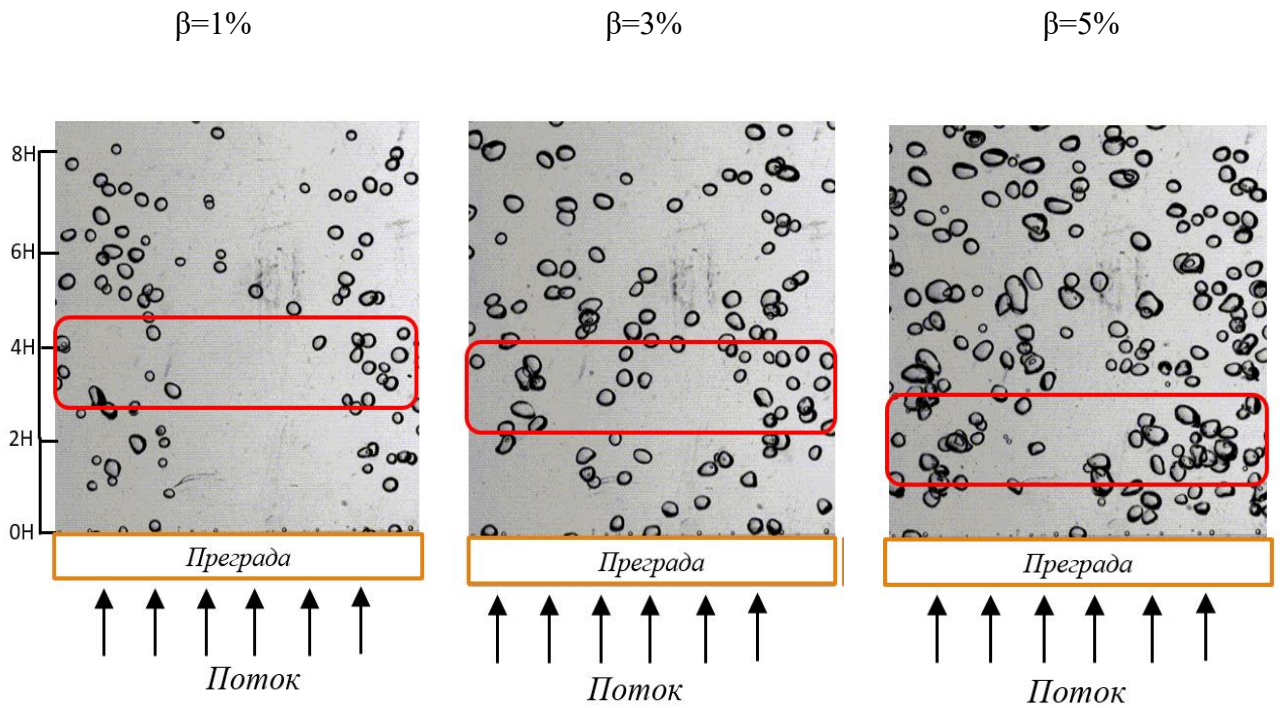 β=1%
β=3%
β=5%
8H
6H
4H
2H
0H
Преграда
Преграда
Преграда
Поток
Поток
Поток